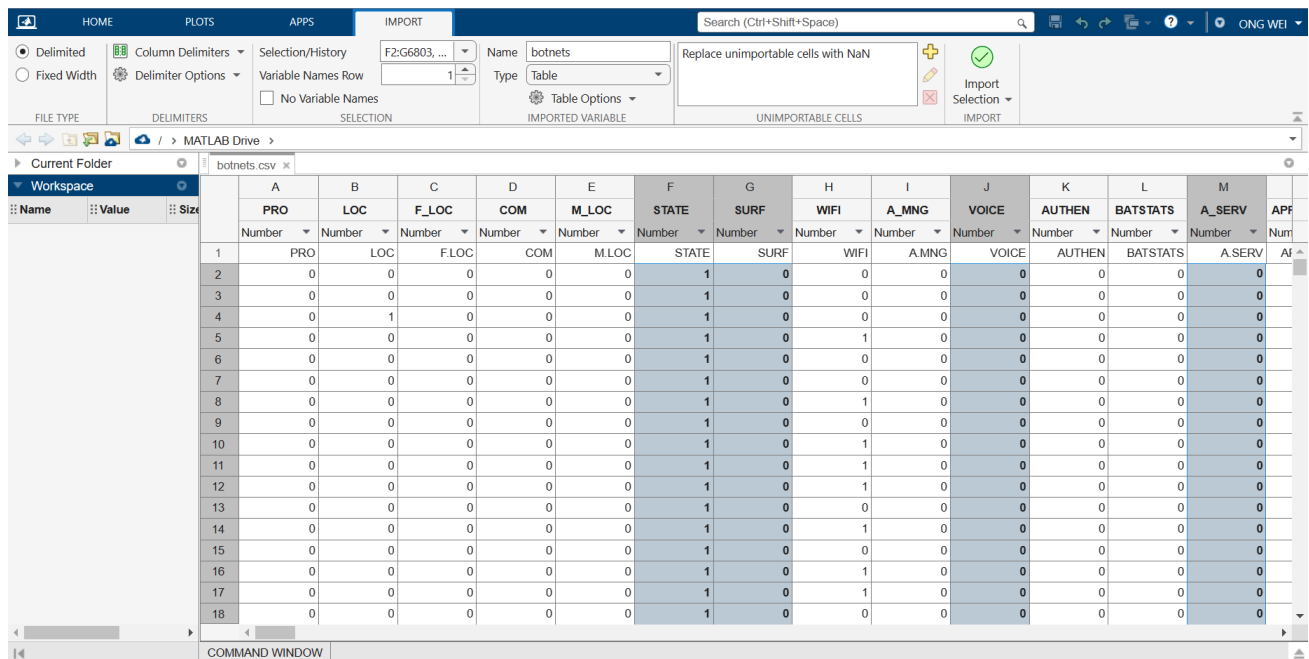 HOME PLOTS APPS IMPORT Search (Ctrl+Shift+Space) ONG WEI
Delimited Column Delimiters Selection/History F2:G6803, ... Name botnets Replace unimportable cells with NaN
Fixed Width Delimiter Options Variable Names Row 1 Type Table Import Selection
No Variable Names Table Options
FILE TYPE DELIMITERS SELECTION IMPORTED VARIABLE UNIMPORTABLE CELLS IMPORT
/ > MATLAB Drive >
Current Folder botnets.csv ×
Workspace A B C D E F G H I J K L M
Name Value Size PRO LOC F_LOC COM M_LOC STATE SURF WIFI A_MNG VOICE AUTHEN BATSTATS A_SERV APF
Number Number Number Number Number Number Number Number Number Number Number Number Number Num
1 PRO LOC F.LOC COM M.LOC STATE SURF WIFI A.MNG VOICE AUTHEN BATSTATS A.SERV
2 0 0 0 0 0 1 0 0 0 0 0 0 0
3 0 0 0 0 0 1 0 0 0 0 0 0 0
4 0 1 0 0 0 1 0 0 0 0 0 0 0
5 0 0 0 0 0 1 0 1 0 0 0 0 0
6 0 0 0 0 0 1 0 0 0 0 0 0 0
7 0 0 0 0 0 1 0 0 0 0 0 0 0
8 0 0 0 0 0 1 0 1 0 0 0 0 0
9 0 0 0 0 0 1 0 0 0 0 0 0 0
10 0 0 0 0 0 1 0 1 0 0 0 0 0
11 0 0 0 0 0 1 0 1 0 0 0 0 0
12 0 0 0 0 0 1 0 1 0 0 0 0 0
13 0 0 0 0 0 1 0 0 0 0 0 0 0
14 0 0 0 0 0 1 0 1 0 0 0 0 0
15 0 0 0 0 0 1 0 0 0 0 0 0 0
16 0 0 0 0 0 1 0 1 0 0 0 0 0
17 0 0 0 0 0 1 0 1 0 0 0 0 0
18 0 0 0 0 0 1 0 0 0 0 0 0 0
COMMAND WINDOW